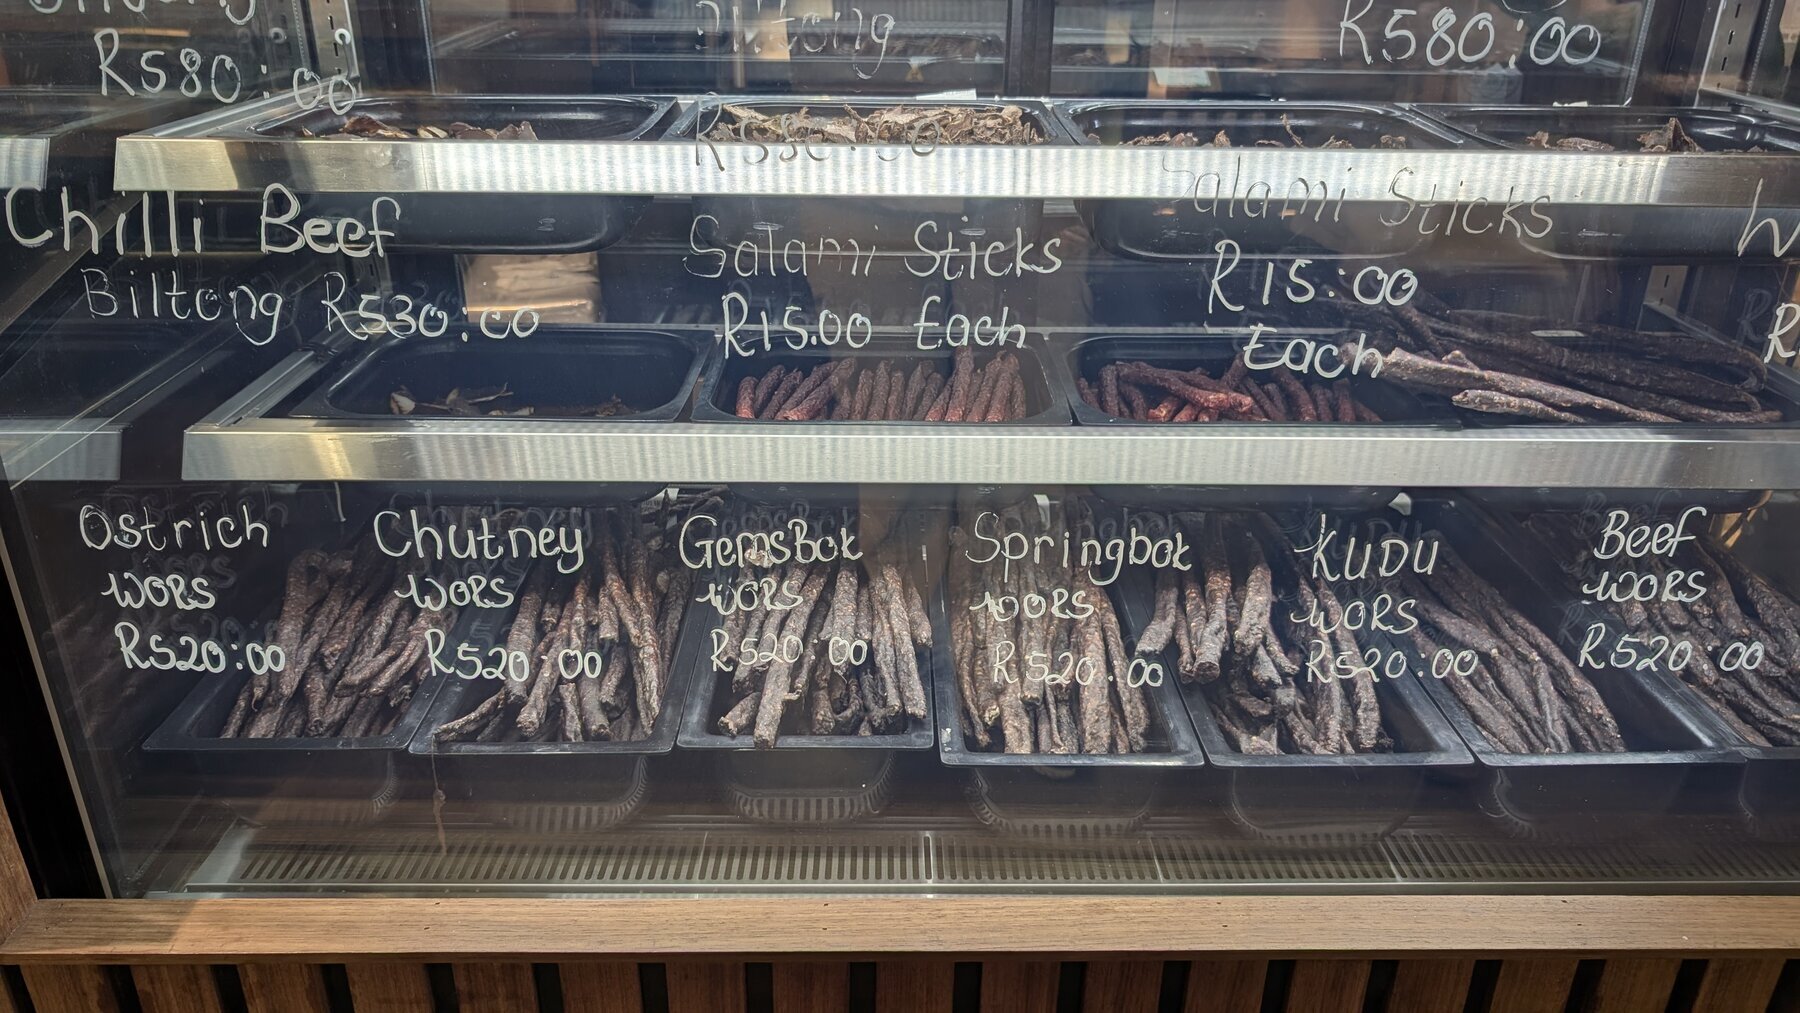 R580:00
Biltong
R580:00
Chilli Beef
Biltong R530:00
Salami Sticks
R15.00 Each
Salami Sticks
R15:00
Each
Ostrich
WORS
R520:00
Chutney
WORS
R520:00
GemsBok
WORS
R520:00
Springbok
WORS
R520:00
KUDU
WORS
R520:00
Beef
WORS
R520:00